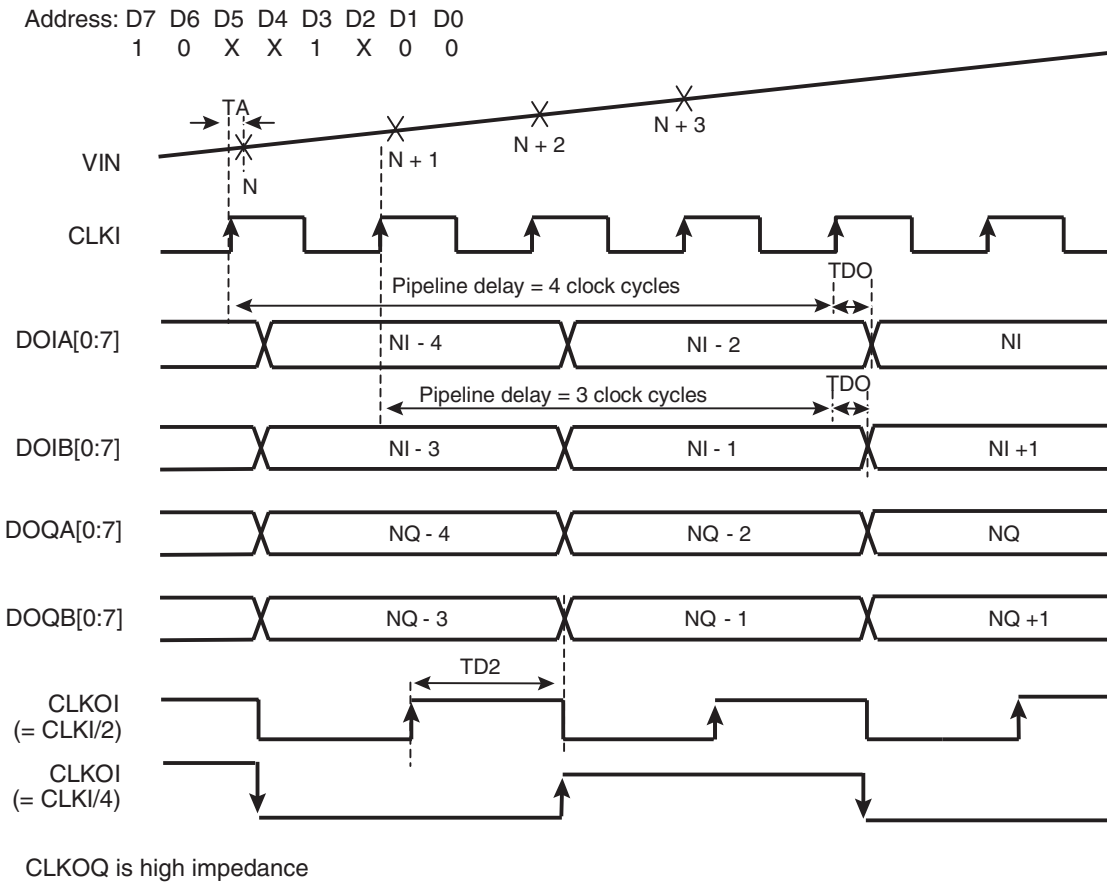 Address: D7 D6 D5 D4 D3 D2 D1 D0
1 0 X X 1 X 0 0
TA
VIN
N
N + 1
N + 2
N + 3
CLKI
Pipeline delay = 4 clock cycles
TDO
DOIA[0:7]
NI - 4
NI - 2
NI
Pipeline delay = 3 clock cycles
TDO
DOIB[0:7]
NI - 3
NI - 1
NI +1
DOQA[0:7]
NQ - 4
NQ - 2
NQ
DOQB[0:7]
NQ - 3
NQ - 1
NQ +1
TD2
CLKOI
(= CLKI/2)
CLKOI
(= CLKI/4)
CLKOQ is high impedance